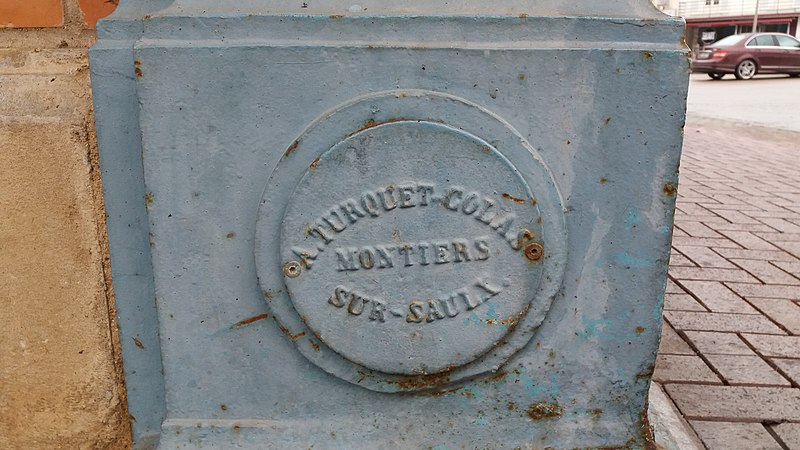 A. TURQUET-COLAS
MONTIERS
SUR-SAULX.